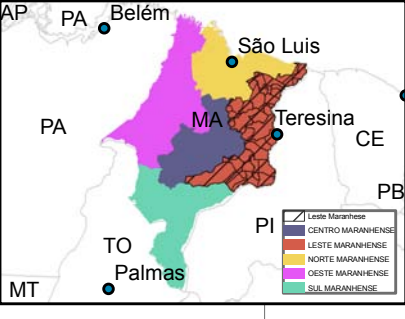 AP
PA
Belém
São Luis
MA
Teresina
PA
CE
PB
PI
TO
Palmas
MT
Leste Maranhese
CENTRO MARANHENSE
LESTE MARANHENSE
NORTE MARANHENSE
OESTE MARANHENSE
SUL MARANHENSE